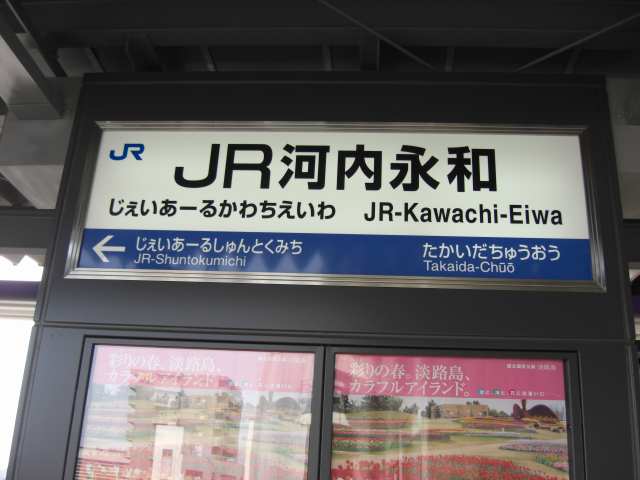 JR
JR河内永和
じぇいあーるかわちえいわ JR-Kawachi-Eiwa
じぇいあーるしゅんとくみち
JR-Shuntokumichi
たかいだちゅうおう
Takaida-Chūō
彩りの春。淡路島、
カラフルアイランド。
彩りの春。淡路島、
カラフルアイランド。